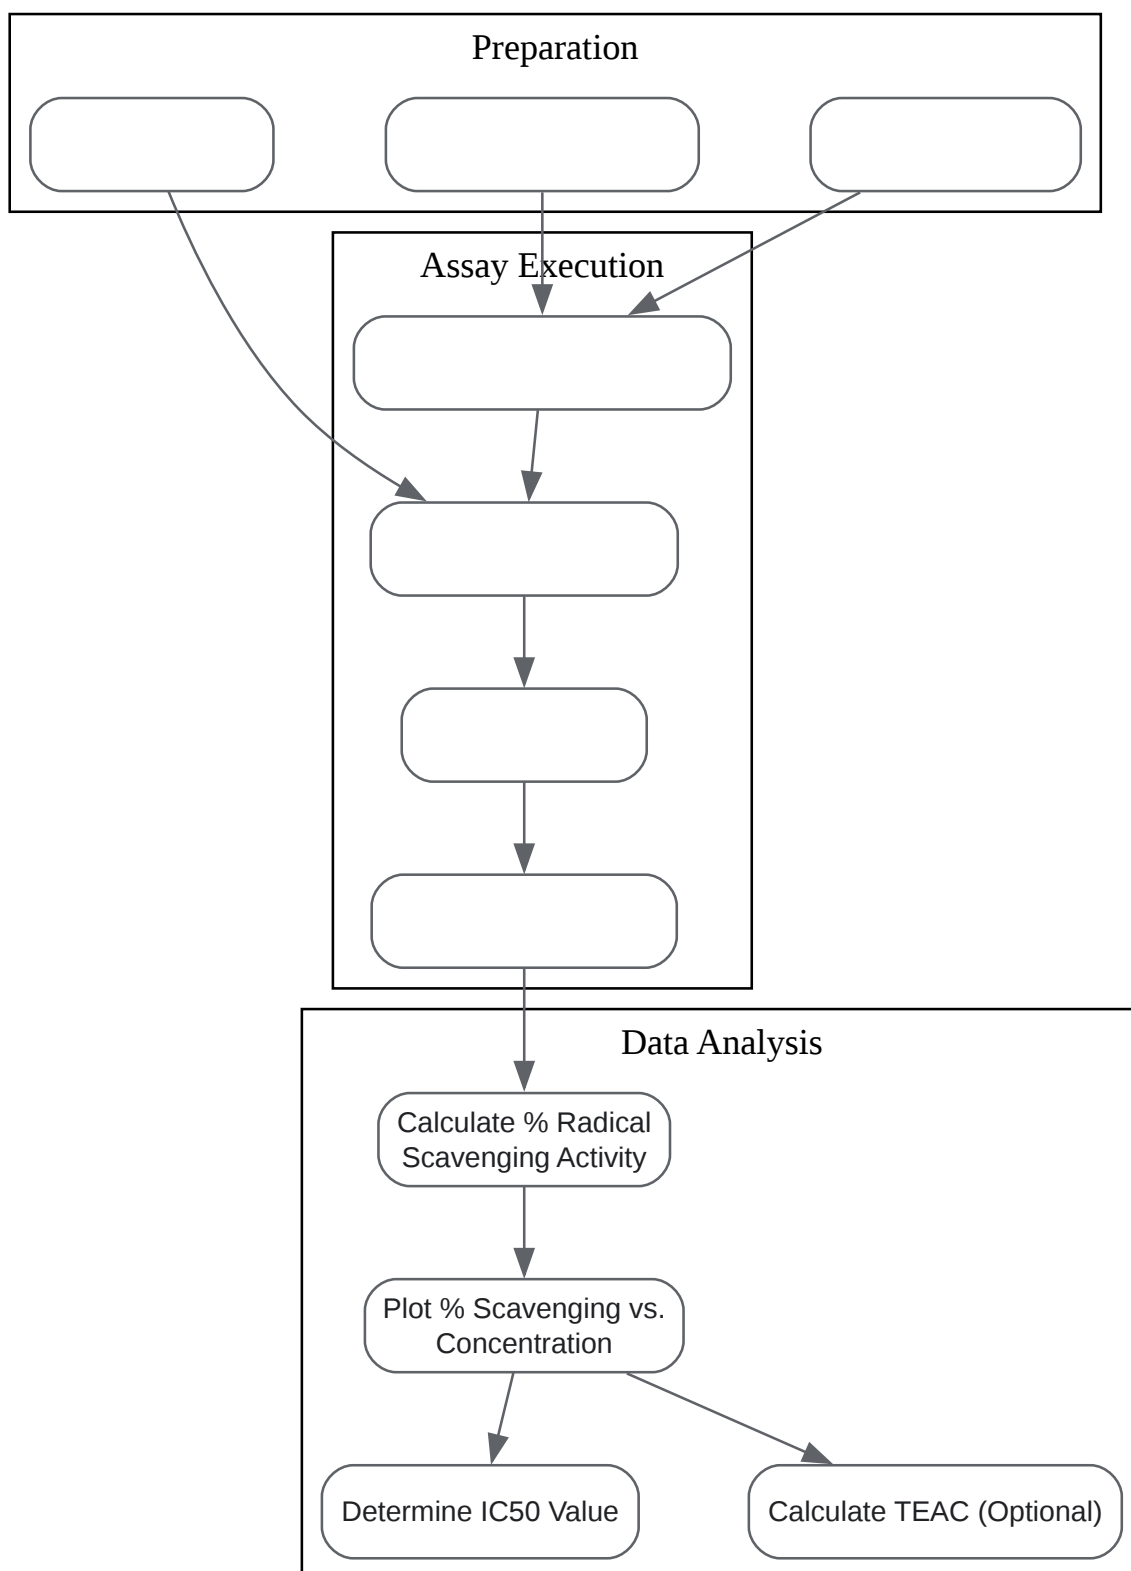 Preparation
Assay Execution
Data Analysis
Calculate % Radical
Scavenging Activity
Plot % Scavenging vs.
Concentration
Determine IC50 Value
Calculate TEAC (Optional)